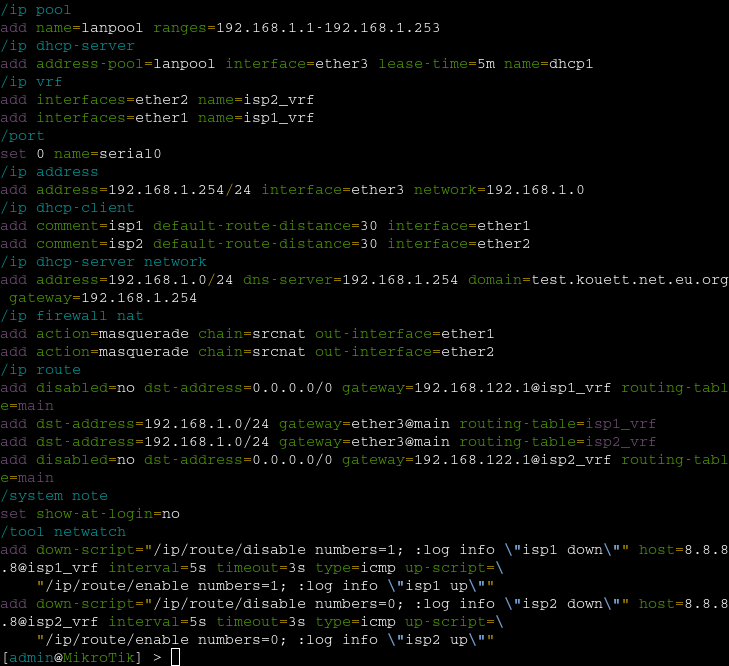 /ip pool
add name=lanpool ranges=192.168.1.1-192.168.1.253
/ip dhcp-server
add address-pool=lanpool interface=ether3 lease-time=5m name=dhcp1
/ip vrf
add interfaces=ether2 name=isp2_vrf
add interfaces=ether1 name=isp1_vrf
/port
set 0 name=serial0
/ip address
add address=192.168.1.254/24 interface=ether3 network=192.168.1.0
/ip dhcp-client
add comment=isp1 default-route-distance=30 interface=ether1
add comment=isp2 default-route-distance=30 interface=ether2
/ip dhcp-server network
add address=192.168.1.0/24 dns-server=192.168.1.254 domain=test.kouett.net.eu.org
 gateway=192.168.1.254
/ip firewall nat
add action=masquerade chain=srcnat out-interface=ether1
add action=masquerade chain=srcnat out-interface=ether2
/ip route
add disabled=no dst-address=0.0.0.0/0 gateway=192.168.122.1@isp1_vrf routing-tabl
e=main
add dst-address=192.168.1.0/24 gateway=ether3@main routing-table=isp1_vrf
add dst-address=192.168.1.0/24 gateway=ether3@main routing-table=isp2_vrf
add disabled=no dst-address=0.0.0.0/0 gateway=192.168.122.1@isp2_vrf routing-tabl
e=main
/system note
set show-at-login=no
/tool netwatch
add down-script="/ip/route/disable numbers=1; :log info \"isp1 down\"" host=8.8.8
.8@isp1_vrf interval=5s timeout=3s type=icmp up-script=\
    "/ip/route/enable numbers=1; :log info \"isp1 up\""
add down-script="/ip/route/disable numbers=0; :log info \"isp2 down\"" host=8.8.8
.8@isp2_vrf interval=5s timeout=3s type=icmp up-script=\
    "/ip/route/enable numbers=0; :log info \"isp2 up\""
[admin@MikroTik] >